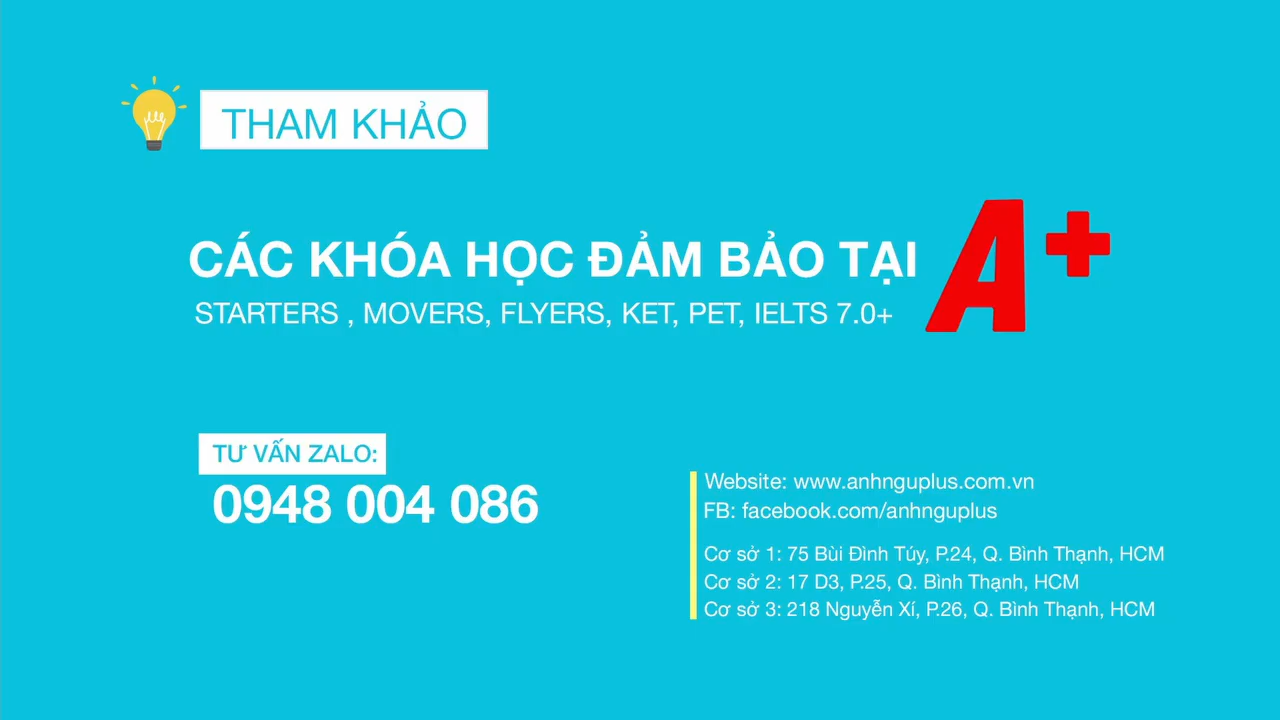 THAM KHẢO
CÁC KHÓA HỌC ĐẢM BẢO TẠI A+
STARTERS , MOVERS, FLYERS, KET, PET, IELTS 7.0+
TƯ VẤN ZALO:
0948 004 086
Website: www.anhnguplus.com.vn
FB: facebook.com/anhnguplus
Cơ sở 1: 75 Bùi Đình Túy, P.24, Q. Bình Thạnh, HCM
Cơ sở 2: 17 D3, P.25, Q. Bình Thạnh, HCM
Cơ sở 3: 218 Nguyễn Xí, P.26, Q. Bình Thạnh, HCM